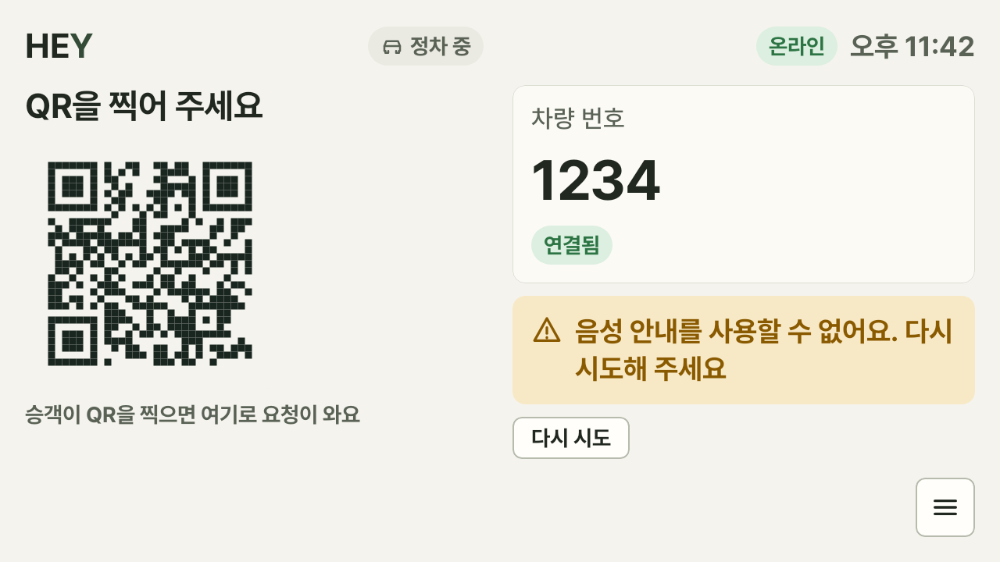 HEY
정차 중
온라인
오후 11:42
QR을 찍어 주세요
승객이 QR을 찍으면 여기로 요청이 와요
차량 번호
1234
연결됨
음성 안내를 사용할 수 없어요. 다시
시도해 주세요
다시 시도